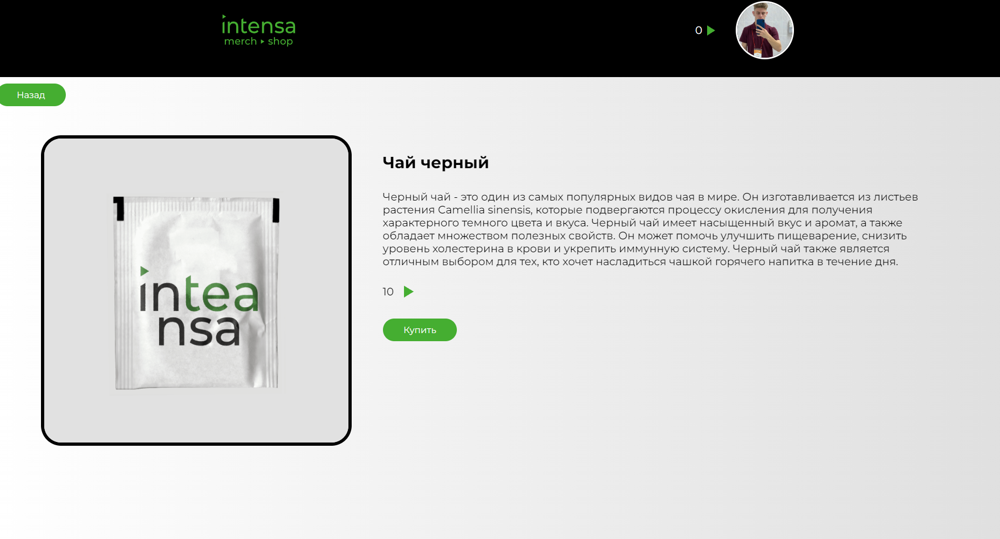 intensa
merch shop
0
Назад
Чай черный
Черный чай - это один из самых популярных видов чая в мире. Он изготавливается из листьев
растения Camellia sinensis, которые подвергаются процессу окисления для получения
характерного темного цвета и вкуса. Черный чай имеет насыщенный вкус и аромат, а также
обладает множеством полезных свойств. Он может помочь улучшить пищеварение, снизить
уровень холестерина в крови и укрепить иммунную систему. Черный чай также является
отличным выбором для тех, кто хочет насладиться чашкой горячего напитка в течение дня.
10
Купить
intea
nsa